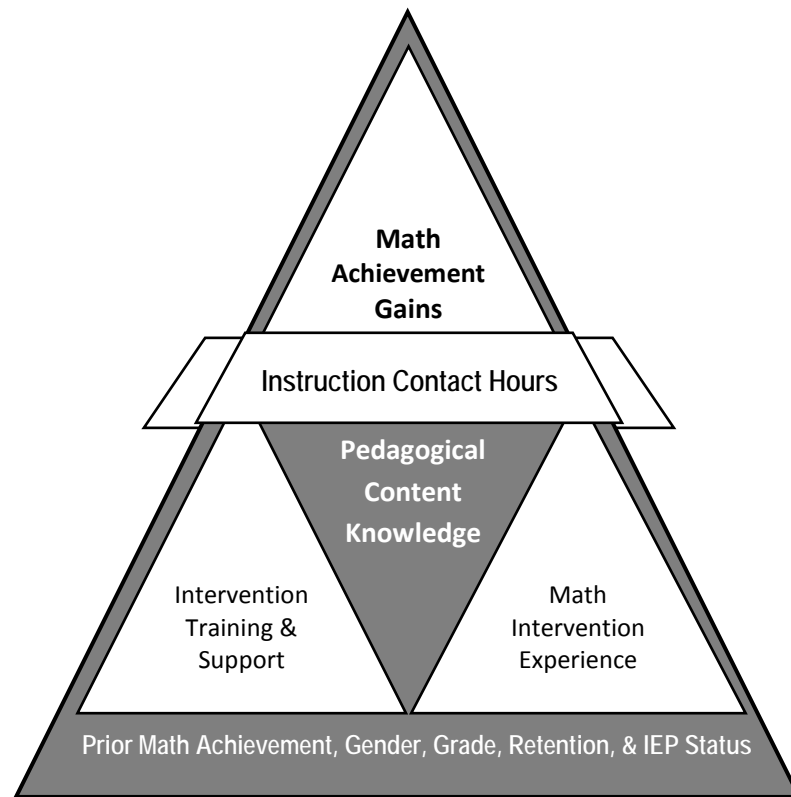 Math
Achievement
Gains
Instruction Contact Hours
Pedagogical
Content
Knowledge
Intervention
Training &
Support
Math
Intervention
Experience
Prior Math Achievement, Gender, Grade, Retention, & IEP Status